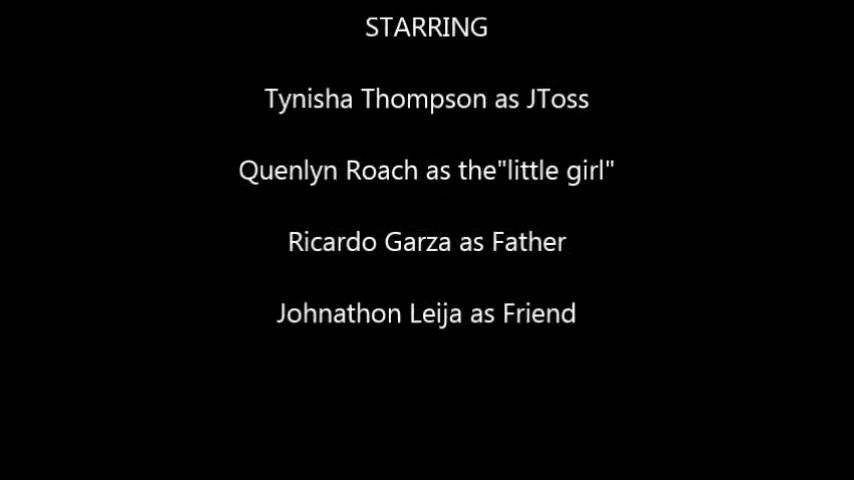 STARRING
Tynisha Thompson as JToss
Quenlyn Roach as the"little girl"
Ricardo Garza as Father
Johnathon Leija as Friend